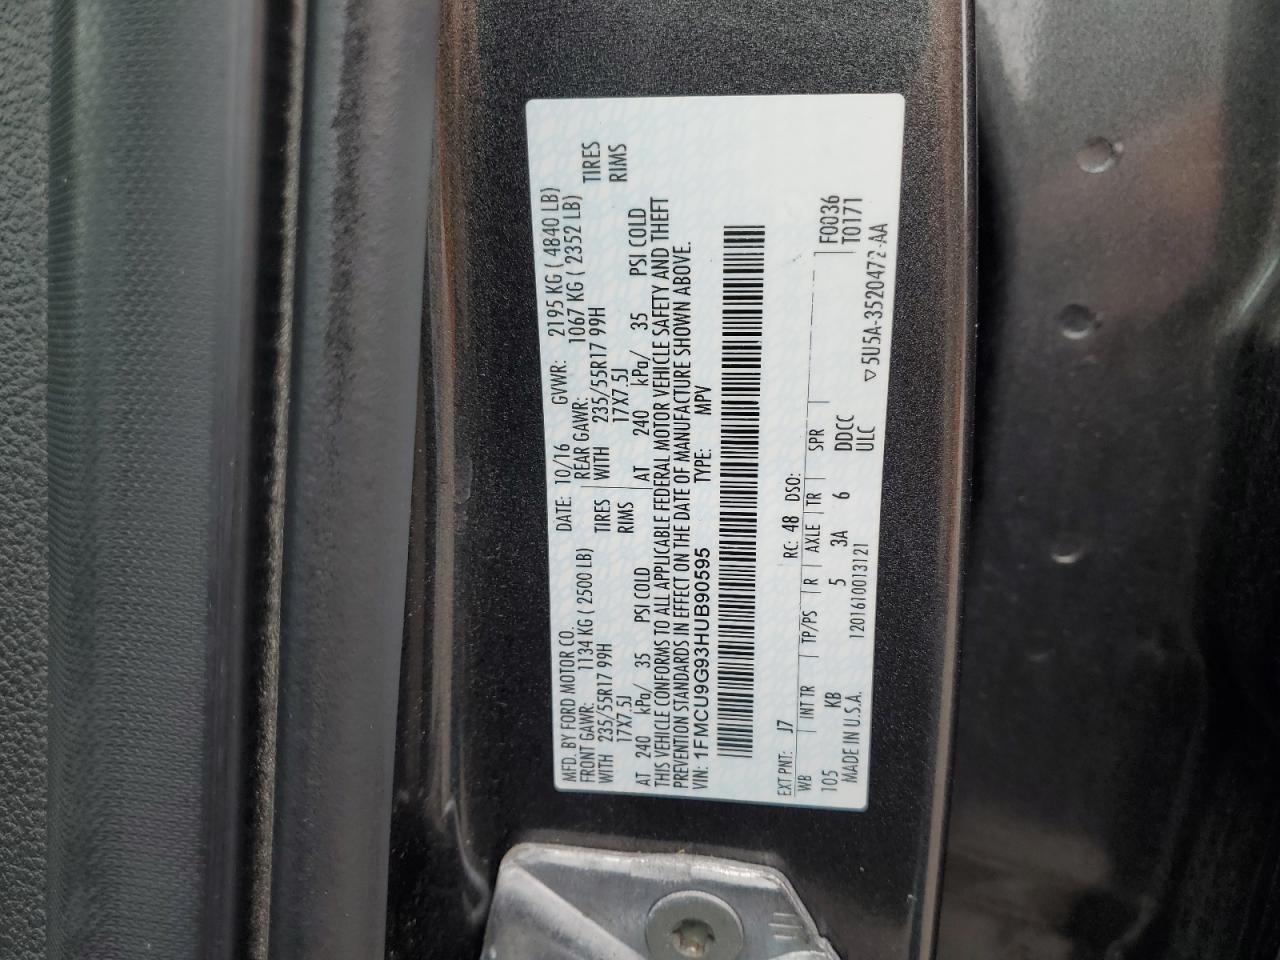 MFD. BY FORD MOTOR CO. DATE: 10/16 GVWR: 2195 KG ( 4840 LB)
FRONT GAWR: 1134 KG ( 2500 LB) REAR GAWR: 1067 KG ( 2352 LB)
WITH 235/55R17 99H TIRES WITH 235/55R17 99H TIRES
17X7.5J RIMS 17X7.5J RIMS
AT 240 kPa/ 35 PSI COLD AT 240 kPa/ 35 PSI COLD
THIS VEHICLE CONFORMS TO ALL APPLICABLE FEDERAL MOTOR VEHICLE SAFETY AND THEFT
PREVENTION STANDARDS IN EFFECT ON THE DATE OF MANUFACTURE SHOWN ABOVE.
VIN: 1FMCU9G93HUB90595 TYPE: MPV
EXT PNT: J7 RC: 48 DSO:
WB INT TR TP/PS R AXLE TR SPR F0036
105 KB 5 3A 6 DDCC T0171
MADE IN U.S.A. 1201610013121 ULC ▽5U5A-3520472-AA